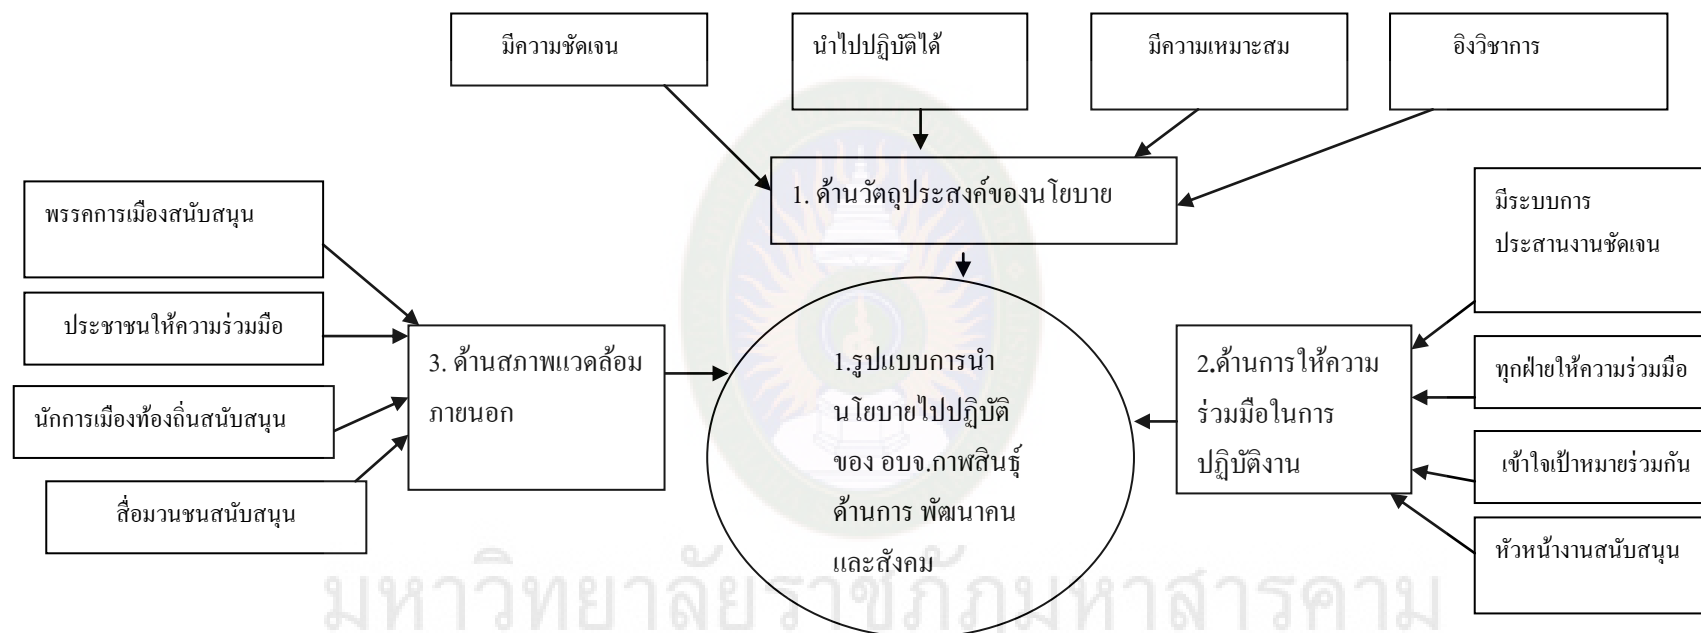 มีความชัดเจน
นำไปปฏิบัติได้
มีความเหมาะสม
อิงวิชาการ
1. ด้านวัตถุประสงค์ของนโยบาย
พรรคการเมืองสนับสนุน
ประชาชนให้ความร่วมมือ
นักการเมืองท้องถิ่นสนับสนุน
สื่อมวนชนสนับสนุน
3. ด้านสภาพแวดล้อม
ภายนอก
1.รูปแบบการนำ
นโยบายไปปฏิบัติ
ของ อบจ.กาฬสินธุ์
ด้านการ พัฒนาคน
และสังคม
2.ด้านการให้ความ
ร่วมมือในการ
ปฏิบัติงาน
มีระบบการ
ประสานงานชัดเจน
ทุกฝ่ายให้ความร่วมมือ
เข้าใจเป้าหมายร่วมกัน
หัวหน้างานสนับสนุน
มหาวิทยาลัยราชภัฏมหาสารคาม